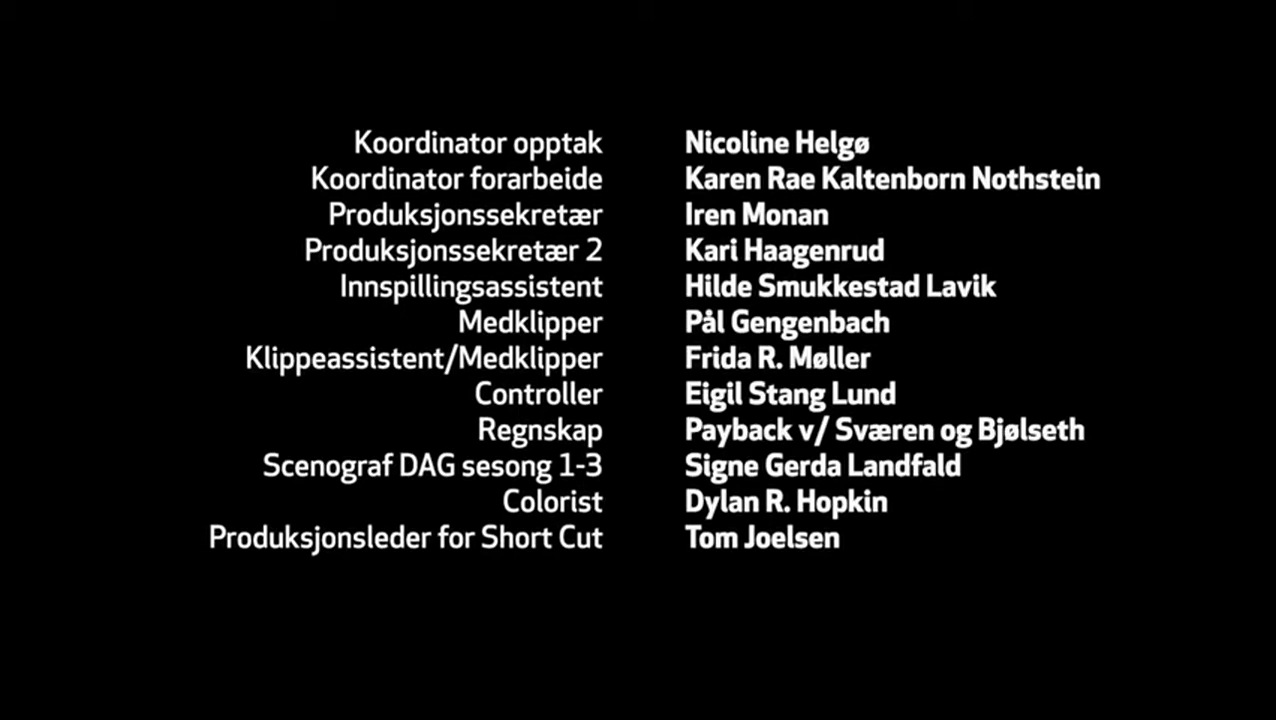 Koordinator opptak Nicoline Helgø
Koordinator forarbeide Karen Rae Kaltenborn Nothstein
Produksjonssekretær Iren Monan
Produksjonssekretær 2 Kari Haagenrud
Innspillingsassistent Hilde Smukkestad Lavik
Medklipper Pål Gengenbach
Klippeassistent/Medklipper Frida R. Møller
Controller Eigil Stang Lund
Regnskap Payback v/ Sværen og Bjølseth
Scenograf DAG sesong 1-3 Signe Gerda Landfald
Colorist Dylan R. Hopkin
Produksjonsleder for Short Cut Tom Joelsen